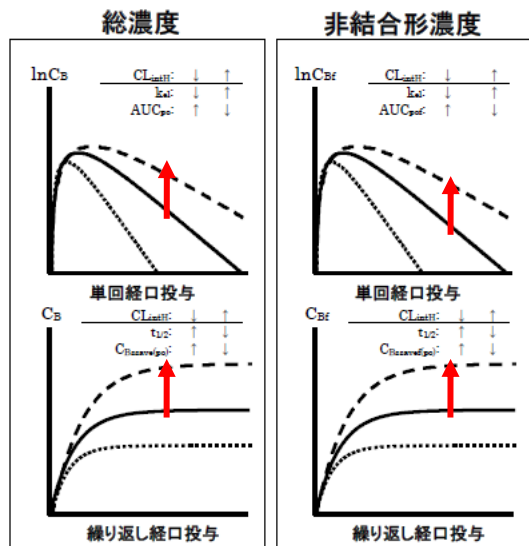 総濃度
lnCB
CLintH: ↓ ↑
kel: ↓ ↑
AUCpo: ↑ ↓
単回経口投与
CB
CLintH: ↓ ↑
t1/2: ↑ ↓
CBssave(po): ↑ ↓
繰り返し経口投与
非結合形濃度
lnCBf
CLintH: ↓ ↑
kel: ↓ ↑
AUCpof: ↑ ↓
単回経口投与
CBf
CLintH: ↓ ↑
t1/2: ↑ ↓
CBssavef(po): ↑ ↓
繰り返し経口投与